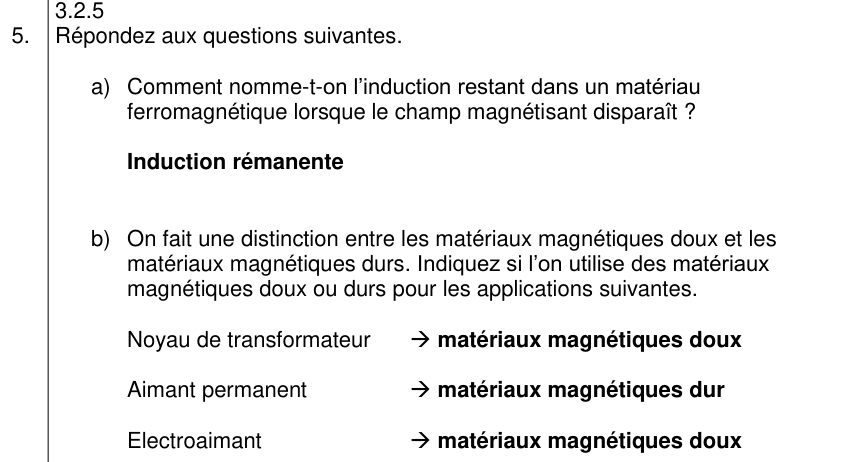 3.2.5
5. Répondez aux questions suivantes.
a) Comment nomme-t-on l'induction restant dans un matériau
ferromagnétique lorsque le champ magnétisant disparaît ?
Induction rémanente
b) On fait une distinction entre les matériaux magnétiques doux et les
matériaux magnétiques durs. Indiquez si l'on utilise des matériaux
magnétiques doux ou durs pour les applications suivantes.
Noyau de transformateur → matériaux magnétiques doux
Aimant permanent → matériaux magnétiques dur
Electroaimant → matériaux magnétiques doux